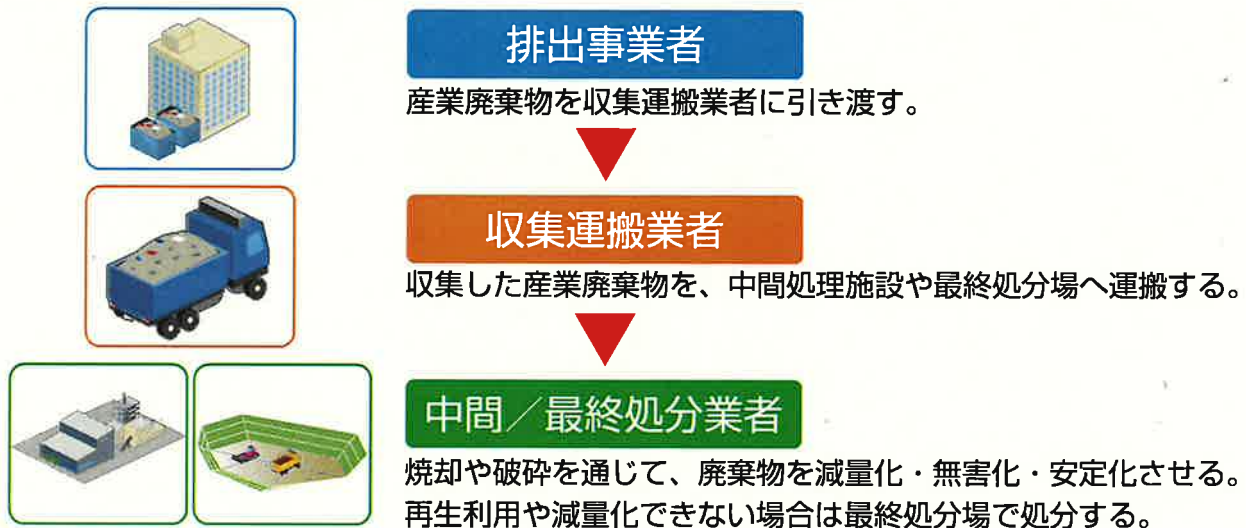 排出事業者
産業廃棄物を収集運搬業者に引き渡す。
収集運搬業者
収集した産業廃棄物を、中間処理施設や最終処分場へ運搬する。
中間／最終処分業者
焼却や破砕を通じて、廃棄物を減量化・無害化・安定化させる。
再生利用や減量化できない場合は最終処分場で処分する。